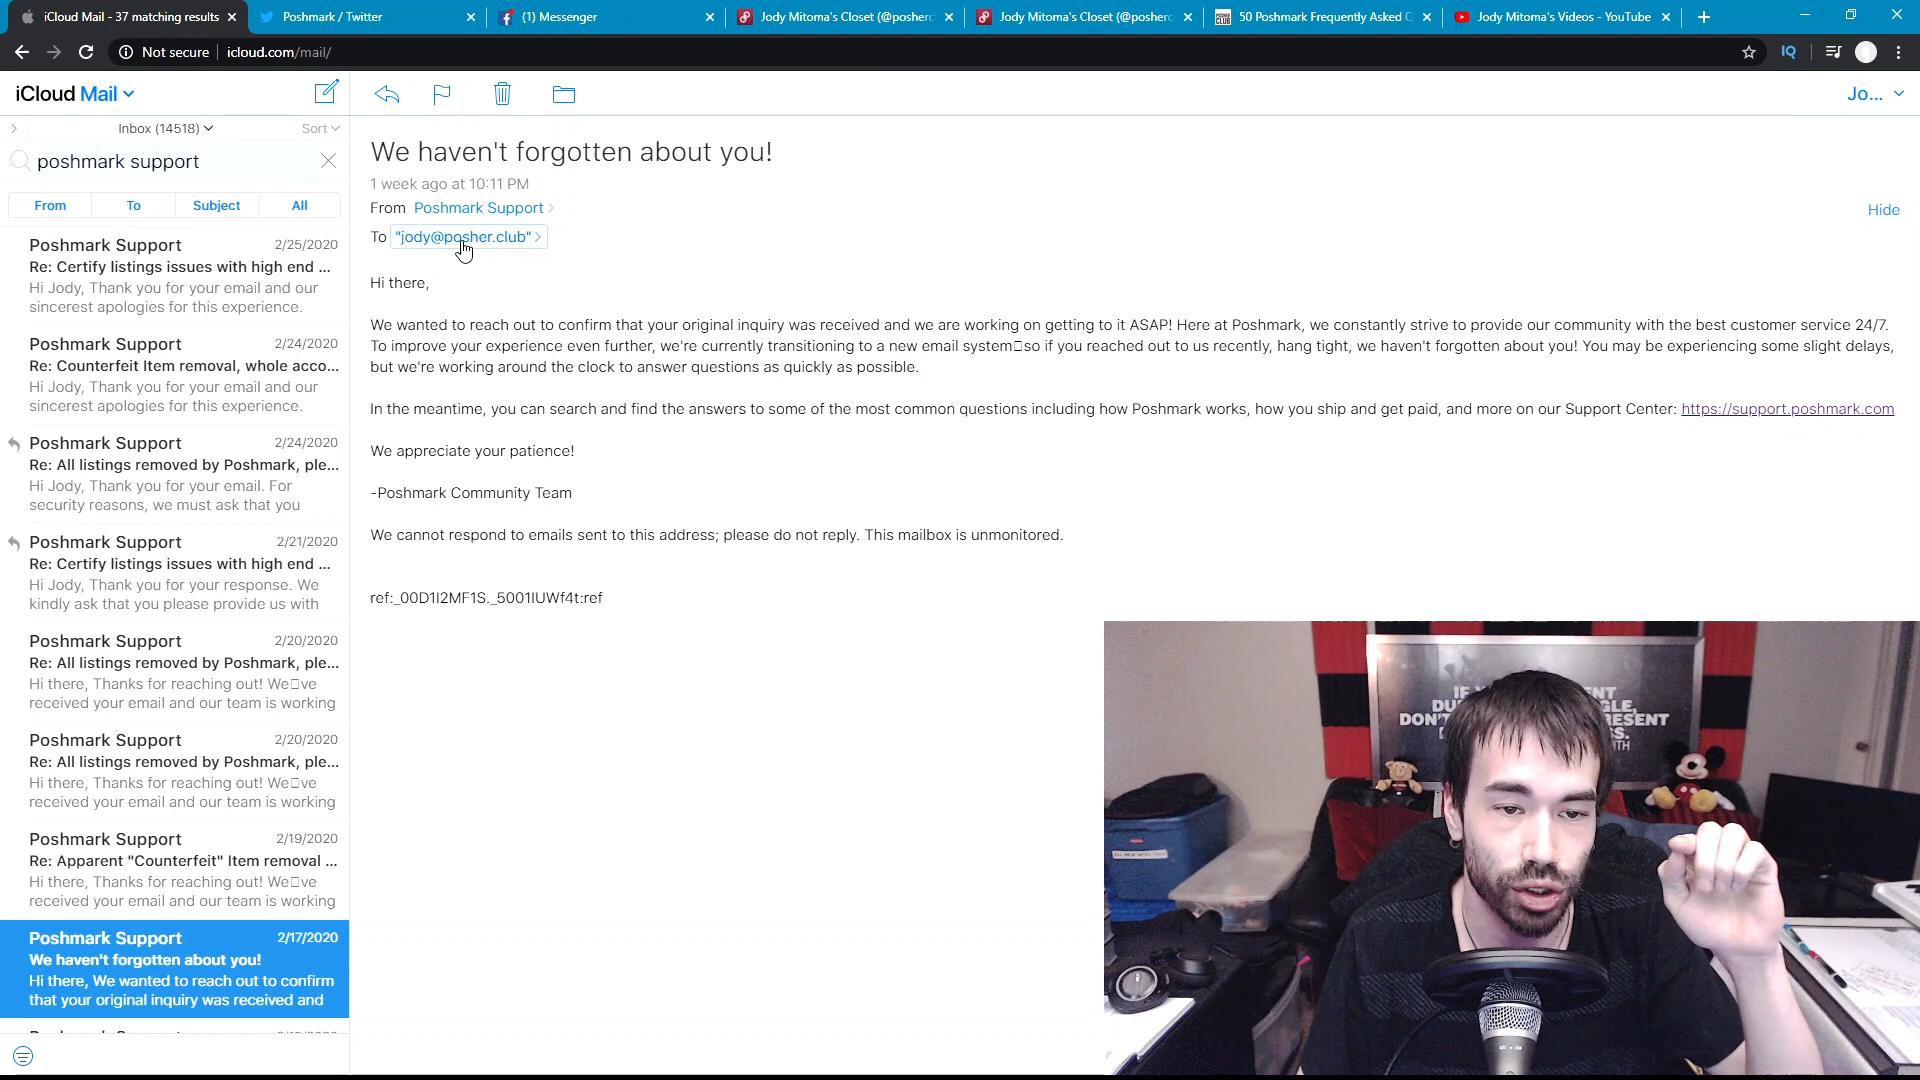 iCloud Mail - 37 matching results
Poshmark / Twitter
(1) Messenger
Jody Mitoma's Closet (@posherc
Jody Mitoma's Closet (@posherc
50 Poshmark Frequently Asked
Jody Mitoma's Videos - YouTube
Not secure
icloud.com/mail/
IQ
iCloud Mail
Jo...
Inbox (14518)
Sort
poshmark support
From
To
Subject
All
Poshmark Support 2/25/2020
Re: Certify listings issues with high end ...
Hi Jody, Thank you for your email and our
sincerest apologies for this experience.
Poshmark Support 2/24/2020
Re: Counterfeit Item removal, whole acco...
Hi Jody, Thank you for your email and our
sincerest apologies for this experience.
Poshmark Support 2/24/2020
Re: All listings removed by Poshmark, ple...
Hi Jody, Thank you for your email. For
security reasons, we must ask that you
Poshmark Support 2/21/2020
Re: Certify listings issues with high end ...
Hi Jody, Thank you for your response. We
kindly ask that you please provide us with
Poshmark Support 2/20/2020
Re: All listings removed by Poshmark, ple...
Hi there, Thanks for reaching out! We▯ve
received your email and our team is working
Poshmark Support 2/20/2020
Re: All listings removed by Poshmark, ple...
Hi there, Thanks for reaching out! We▯ve
received your email and our team is working
Poshmark Support 2/19/2020
Re: Apparent "Counterfeit" Item removal ...
Hi there, Thanks for reaching out! We▯ve
received your email and our team is working
Poshmark Support 2/17/2020
We haven't forgotten about you!
Hi there, We wanted to reach out to confirm
that your original inquiry was received and
We haven't forgotten about you!
1 week ago at 10:11 PM
From Poshmark Support
Hide
To "jody@posher.club"
Hi there,
We wanted to reach out to confirm that your original inquiry was received and we are working on getting to it ASAP! Here at Poshmark, we constantly strive to provide our community with the best customer service 24/7.
To improve your experience even further, we're currently transitioning to a new email system▯so if you reached out to us recently, hang tight, we haven't forgotten about you! You may be experiencing some slight delays,
but we're working around the clock to answer questions as quickly as possible.
In the meantime, you can search and find the answers to some of the most common questions including how Poshmark works, how you ship and get paid, and more on our Support Center: https://support.poshmark.com
We appreciate your patience!
-Poshmark Community Team
We cannot respond to emails sent to this address; please do not reply. This mailbox is unmonitored.
ref:_00D1I2MF1S._5001IUWf4t:ref